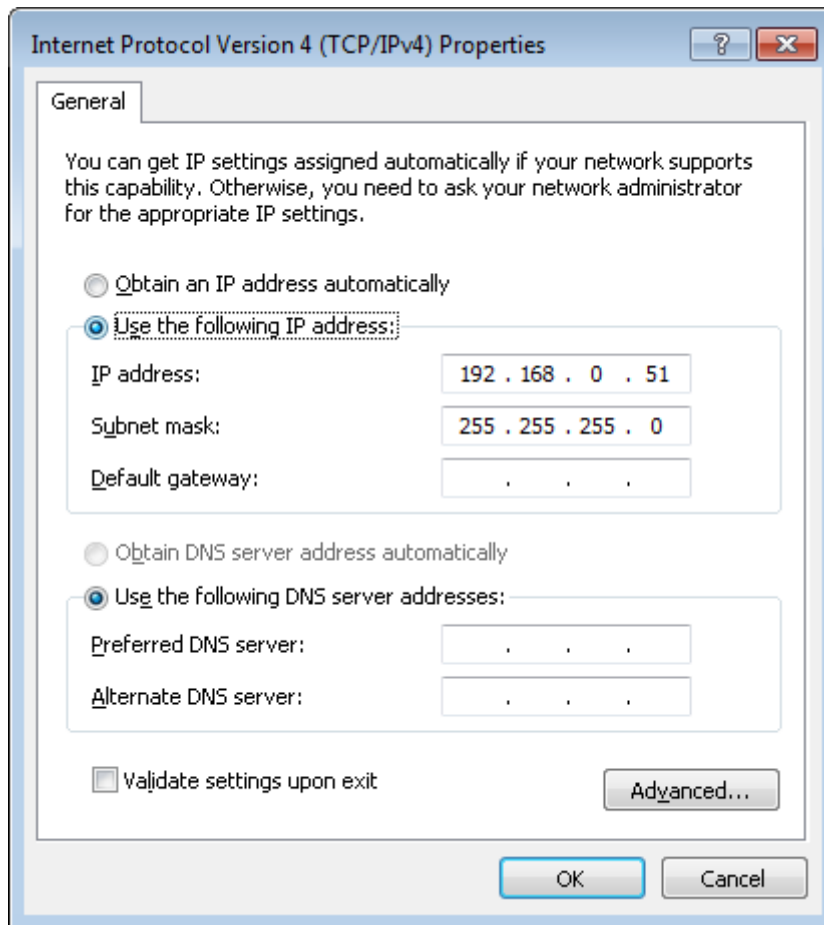 Internet Protocol Version 4 (TCP/IPv4) Properties
?
General
You can get IP settings assigned automatically if your network supports
this capability. Otherwise, you need to ask your network administrator
for the appropriate IP settings.
Obtain an IP address automatically
Use the following IP address:
IP address: 192 . 168 . 0 . 51
Subnet mask: 255 . 255 . 255 . 0
Default gateway: . . .
Obtain DNS server address automatically
Use the following DNS server addresses:
Preferred DNS server: . . .
Alternate DNS server: . . .
Validate settings upon exit
Advanced...
OK Cancel